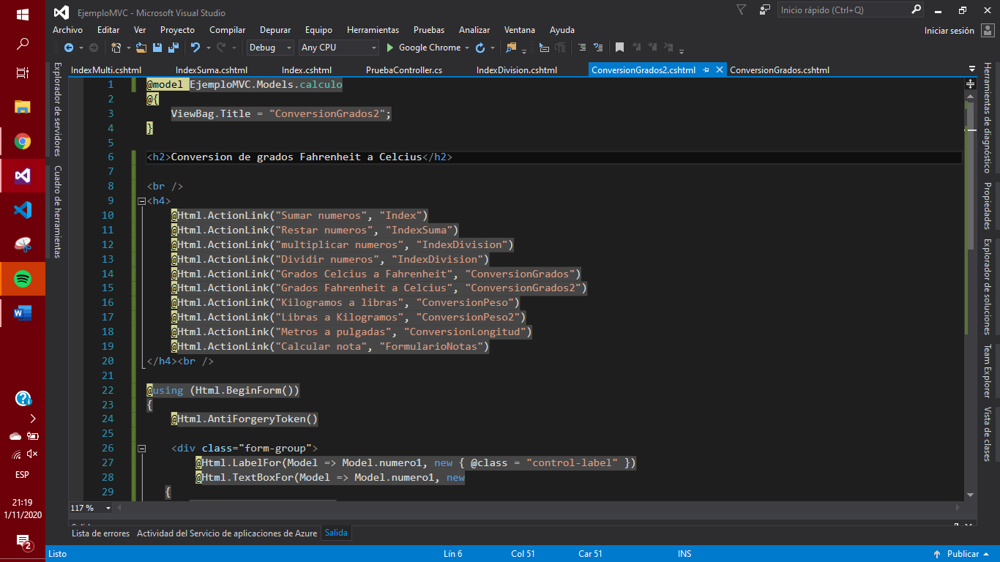 EjemploMVC - Microsoft Visual Studio
Inicio rápido (Ctrl+Q)
Archivo Editar Ver Proyecto Compilar Depurar Equipo Herramientas Pruebas Analizar Ventana Ayuda
Iniciar sesión
Debug Any CPU Google Chrome
IndexMulti.cshtml IndexSuma.cshtml Index.cshtml PruebaController.cs IndexDivision.cshtml ConversionGrados2.cshtml ConversionGrados.cshtml
Explorador de servidores
Cuadro de herramientas
1 @model EjemploMVC.Models.calculo
2 @{
3 ViewBag.Title = "ConversionGrados2";
4 }
5
6 <h2>Conversion de grados Fahrenheit a Celcius</h2>
7
8 <br />
9 <h4>
10 @Html.ActionLink("Sumar numeros", "Index")
11 @Html.ActionLink("Restar numeros", "IndexSuma")
12 @Html.ActionLink("multiplicar numeros", "IndexDivision")
13 @Html.ActionLink("Dividir numeros", "IndexDivision")
14 @Html.ActionLink("Grados Celcius a Fahrenheit", "ConversionGrados")
15 @Html.ActionLink("Grados Fahrenheit a Celcius", "ConversionGrados2")
16 @Html.ActionLink("Kilogramos a libras", "ConversionPeso")
17 @Html.ActionLink("Libras a Kilogramos", "ConversionPeso2")
18 @Html.ActionLink("Metros a pulgadas", "ConversionLongitud")
19 @Html.ActionLink("Calcular nota", "FormularioNotas")
20 </h4><br />
21
22 @using (Html.BeginForm())
23 {
24 @Html.AntiForgeryToken()
25
26 <div class="form-group">
27 @Html.LabelFor(Model => Model.numero1, new { @class = "control-label" })
28 @Html.TextBoxFor(Model => Model.numero1, new
29 {
Herramientas de diagnóstico
Propiedades
Explorador de soluciones
Team Explorer
Vista de clases
117 %
Lista de errores Actividad del Servicio de aplicaciones de Azure Salida
Listo Lín 6 Col 51 Car 51 INS Publicar
ESP
21:19
1/11/2020
2